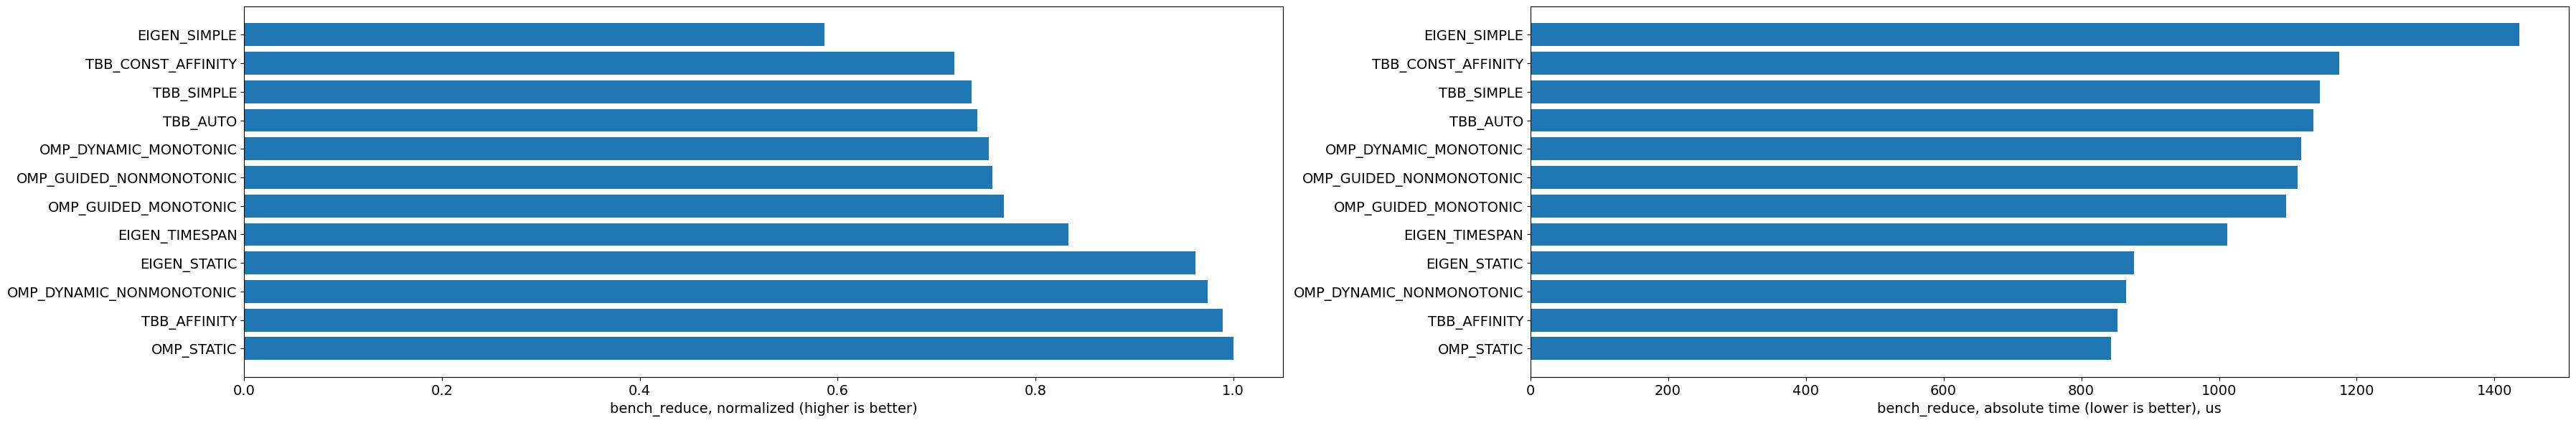 EIGEN_SIMPLE
TBB_CONST_AFFINITY
TBB_SIMPLE
TBB_AUTO
OMP_DYNAMIC_MONOTONIC
OMP_GUIDED_NONMONOTONIC
OMP_GUIDED_MONOTONIC
EIGEN_TIMESPAN
EIGEN_STATIC
OMP_DYNAMIC_NONMONOTONIC
TBB_AFFINITY
OMP_STATIC
0.0 0.2 0.4 0.6 0.8 1.0
bench_reduce, normalized (higher is better)
EIGEN_SIMPLE
TBB_CONST_AFFINITY
TBB_SIMPLE
TBB_AUTO
OMP_DYNAMIC_MONOTONIC
OMP_GUIDED_NONMONOTONIC
OMP_GUIDED_MONOTONIC
EIGEN_TIMESPAN
EIGEN_STATIC
OMP_DYNAMIC_NONMONOTONIC
TBB_AFFINITY
OMP_STATIC
0 200 400 600 800 1000 1200 1400
bench_reduce, absolute time (lower is better), us